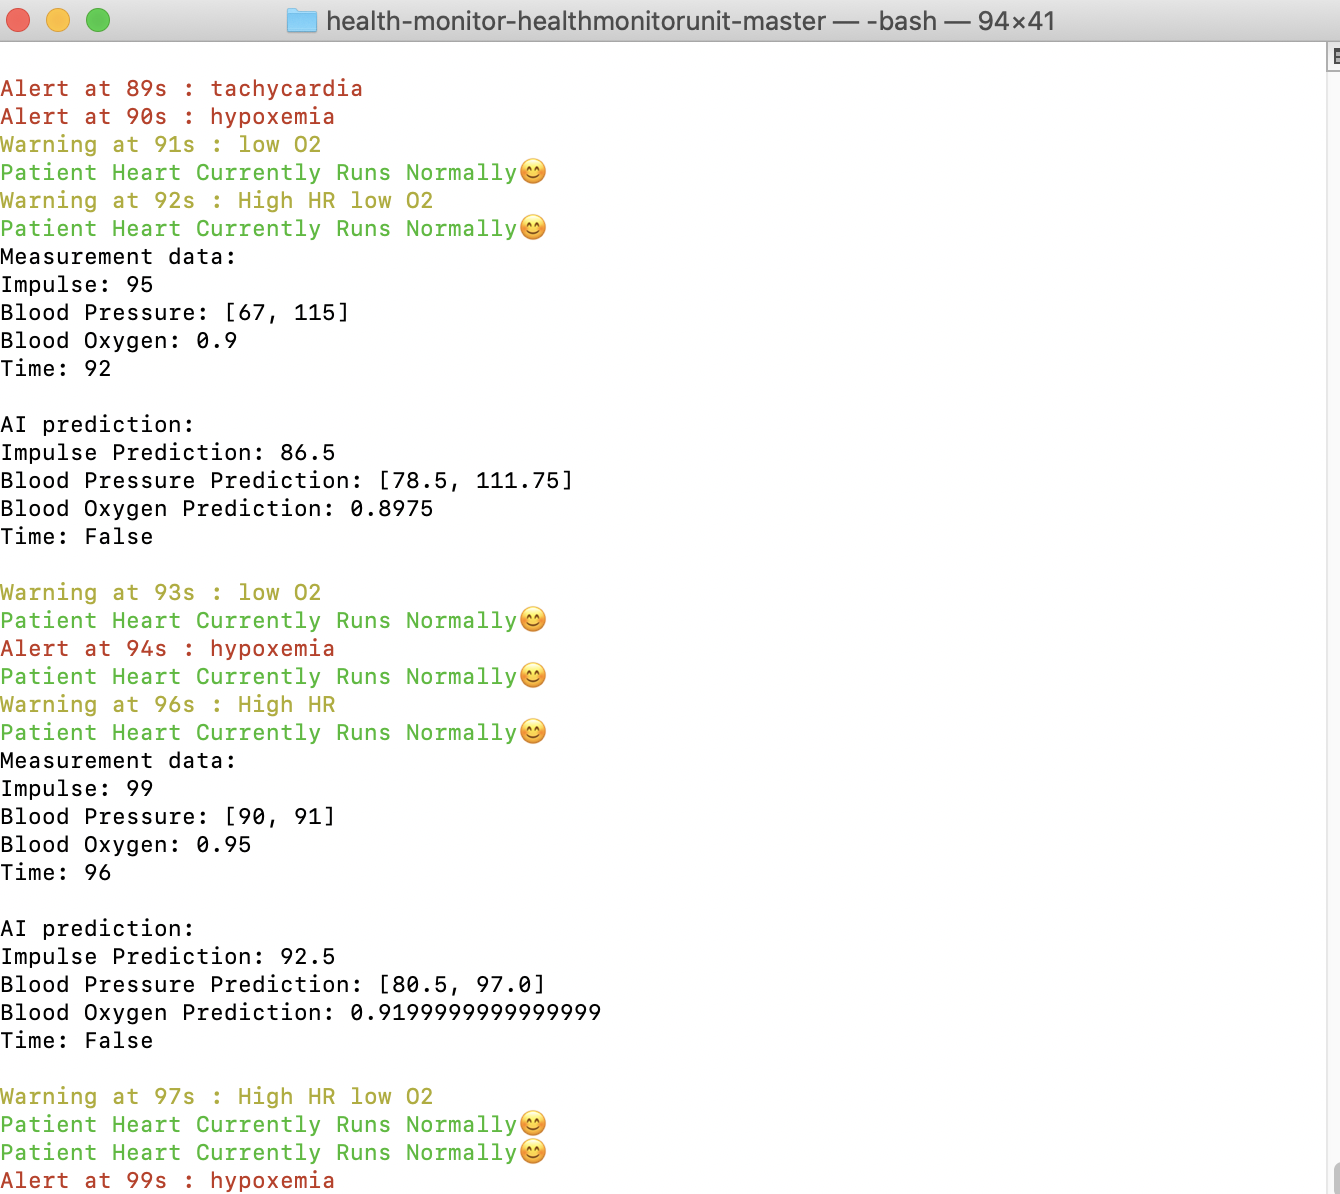 health-monitor-healthmonitorunit-master — -bash — 94×41
Alert at 89s : tachycardia
Alert at 90s : hypoxemia
Warning at 91s : low O2
Patient Heart Currently Runs Normally😊
Warning at 92s : High HR low O2
Patient Heart Currently Runs Normally😊
Measurement data:
Impulse: 95
Blood Pressure: [67, 115]
Blood Oxygen: 0.9
Time: 92
AI prediction:
Impulse Prediction: 86.5
Blood Pressure Prediction: [78.5, 111.75]
Blood Oxygen Prediction: 0.8975
Time: False
Warning at 93s : low O2
Patient Heart Currently Runs Normally😊
Alert at 94s : hypoxemia
Patient Heart Currently Runs Normally😊
Warning at 96s : High HR
Patient Heart Currently Runs Normally😊
Measurement data:
Impulse: 99
Blood Pressure: [90, 91]
Blood Oxygen: 0.95
Time: 96
AI prediction:
Impulse Prediction: 92.5
Blood Pressure Prediction: [80.5, 97.0]
Blood Oxygen Prediction: 0.9199999999999999
Time: False
Warning at 97s : High HR low O2
Patient Heart Currently Runs Normally😊
Patient Heart Currently Runs Normally😊
Alert at 99s : hypoxemia